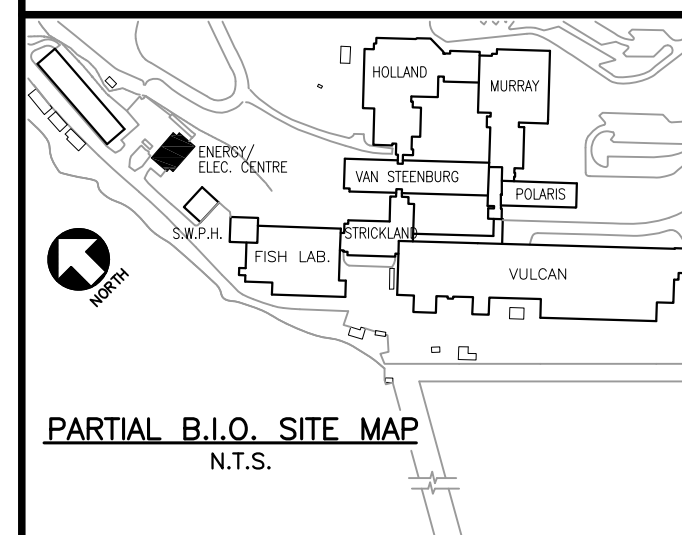 HOLLAND
MURRAY
ENERGY/
ELEC. CENTRE
VAN STEENBURG
POLARIS
S.W.P.H.
STRICKLAND
FISH LAB.
VULCAN
NORTH
PARTIAL B.I.O. SITE MAP
N.T.S.